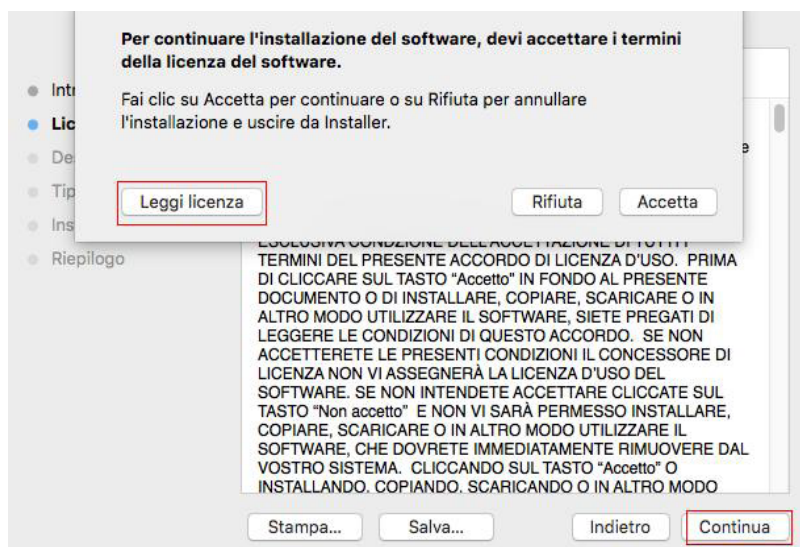 Per continuare l'installazione del software, devi accettare i termini
della licenza del software.
Fai clic su Accetta per continuare o su Rifiuta per annullare
l'installazione e uscire da Installer.
Leggi licenza
Rifiuta
Accetta
Riepilogo
ESCLUSIVA CONDZIONE DELL'ACCETTAZIONE DI TUTTI I
TERMINI DEL PRESENTE ACCORDO DI LICENZA D'USO. PRIMA
DI CLICCARE SUL TASTO “Accetto” IN FONDO AL PRESENTE
DOCUMENTO O DI INSTALLARE, COPIARE, SCARICARE O IN
ALTRO MODO UTILIZZARE IL SOFTWARE, SIETE PREGATI DI
LEGGERE LE CONDIZIONI DI QUESTO ACCORDO. SE NON
ACCETTERETE LE PRESENTI CONDIZIONI IL CONCESSORE DI
LICENZA NON VI ASSEGNERÀ LA LICENZA D'USO DEL
SOFTWARE. SE NON INTENDETE ACCETTARE CLICCATE SUL
TASTO “Non accetto” E NON VI SARÀ PERMESSO INSTALLARE,
COPIARE, SCARICARE O IN ALTRO MODO UTILIZZARE IL
SOFTWARE, CHE DOVRETE IMMEDIATAMENTE RIMUOVERE DAL
VOSTRO SISTEMA. CLICCANDO SUL TASTO “Accetto” O
INSTALLANDO, COPIANDO, SCARICANDO O IN ALTRO MODO
Stampa...
Salva...
Indietro
Continua